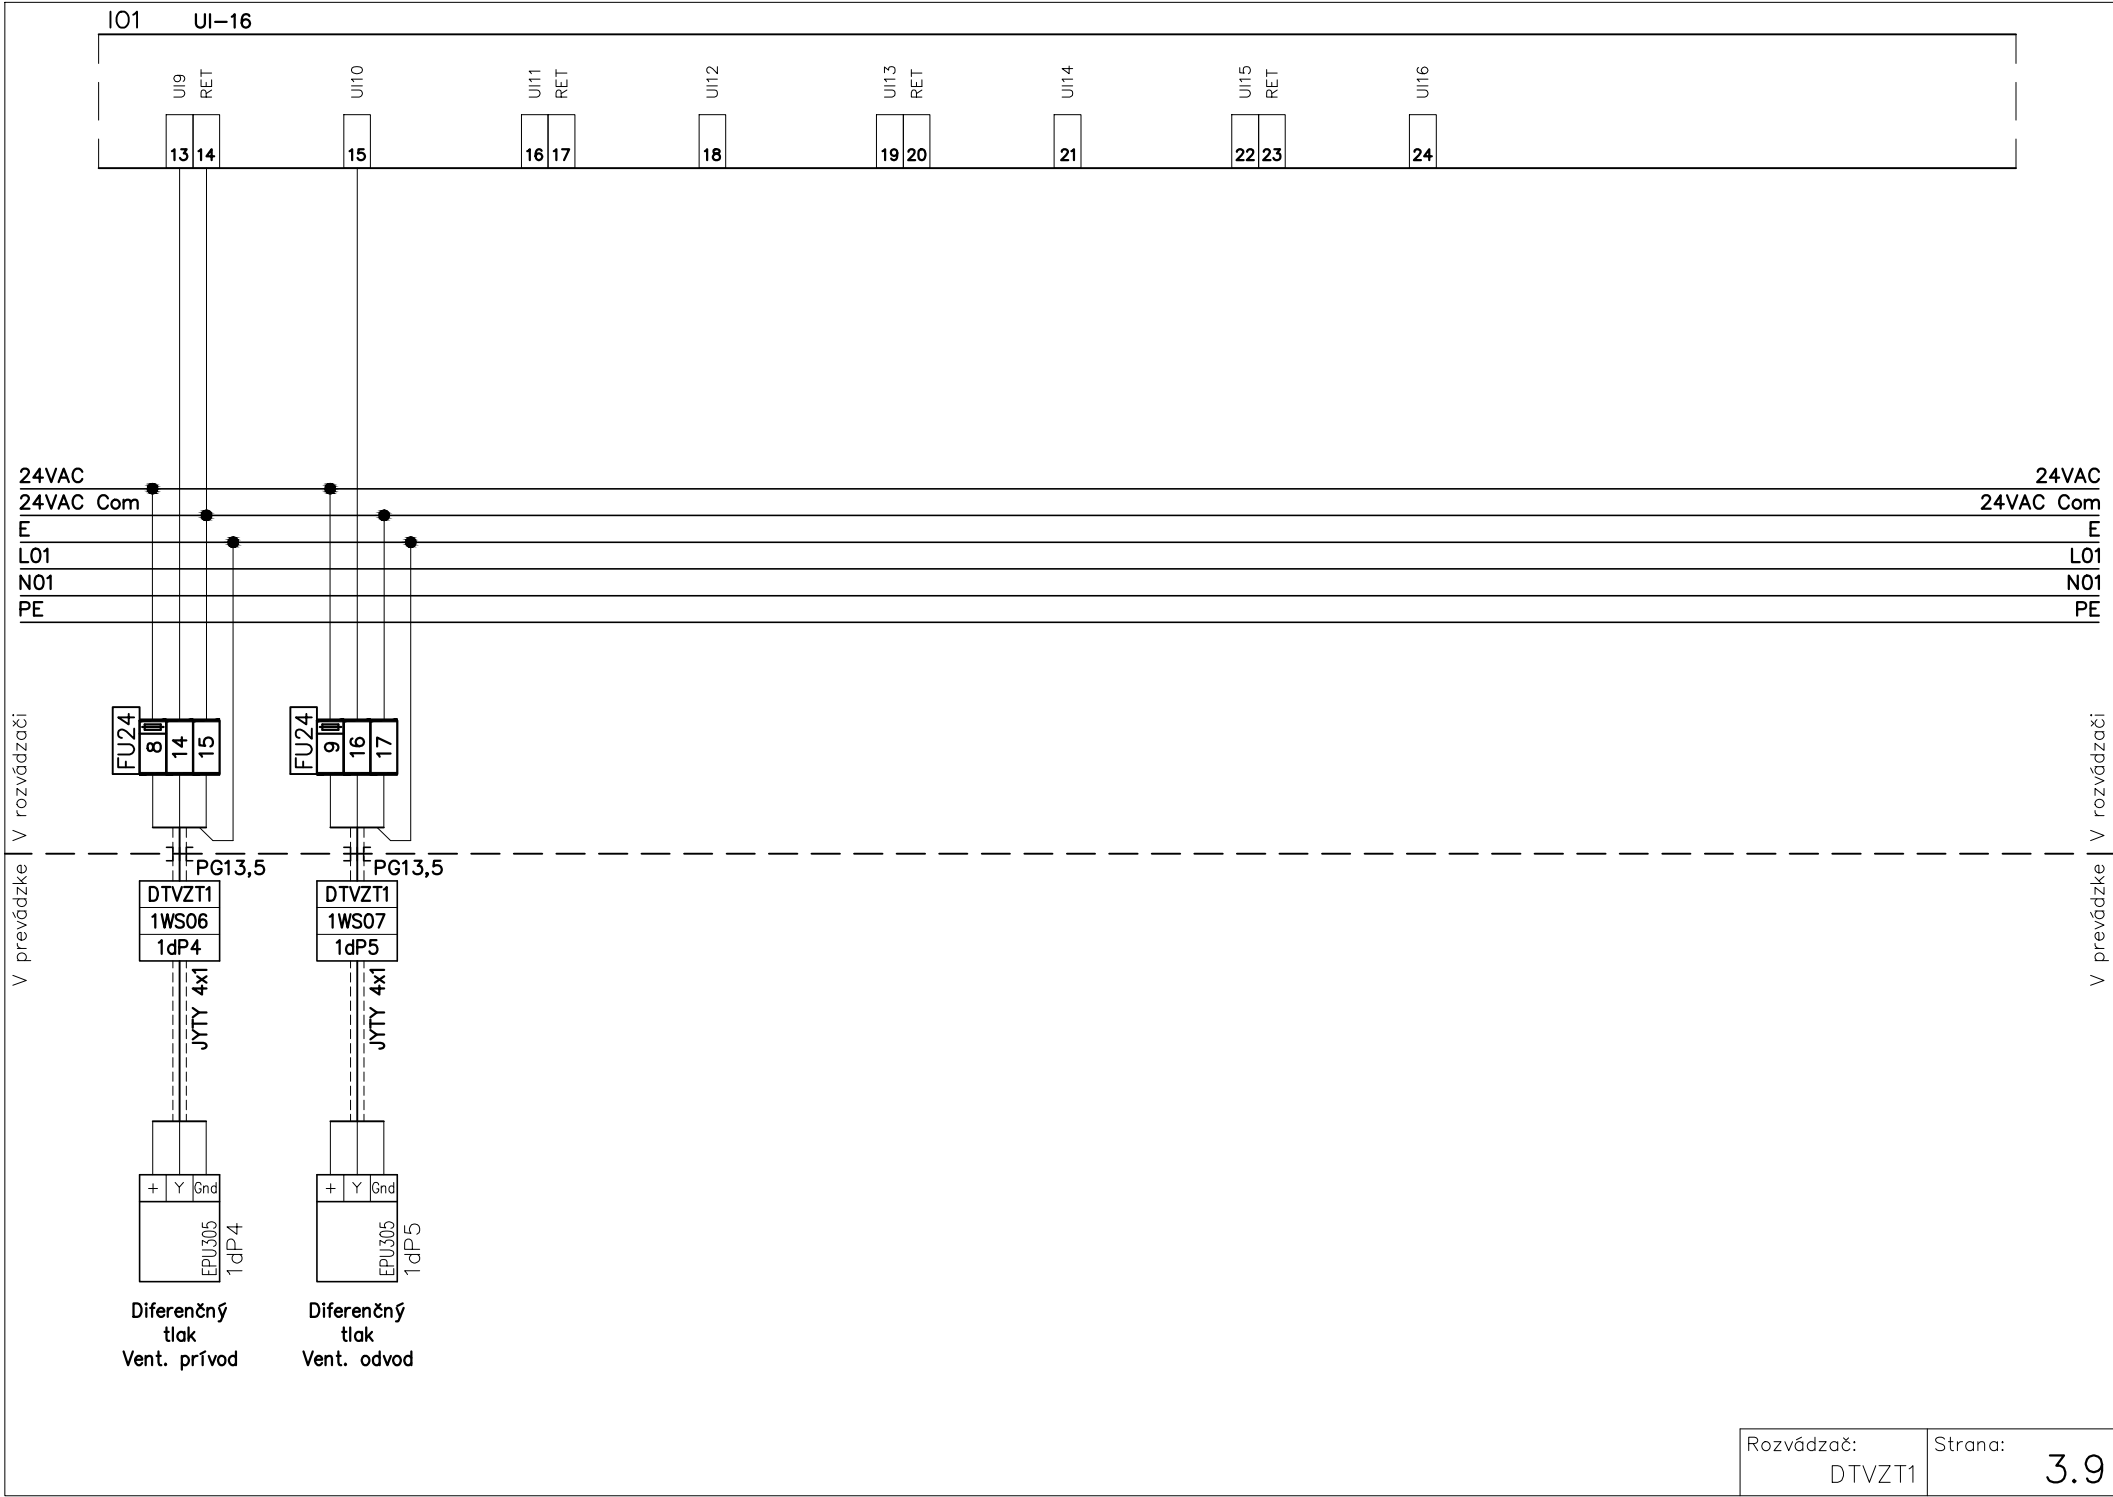 IO1 UI-16
UI9 RET UI10 UI11 RET UI12 UI13 RET UI14 UI15 RET UI16
13 14 15 16 17 18 19 20 21 22 23 24
24VAC 24VAC
24VAC Com 24VAC Com
E E
L01 L01
N01 N01
PE PE
V rozvádzači V rozvádzači
FU24 8 14 15 FU24 9 16 17
V prevádzke V prevádzke
PG13,5 PG13,5
DTVZT1 DTVZT1
1WS06 1WS07
1dP4 1dP5
JYTY 4x1 JYTY 4x1
+ Y Gnd + Y Gnd
EPU305 1dP4 EPU305 1dP5
Diferenčný Diferenčný
tlak tlak
Vent. prívod Vent. odvod
Rozvádzač: Strana:
DTVZT1 3.9